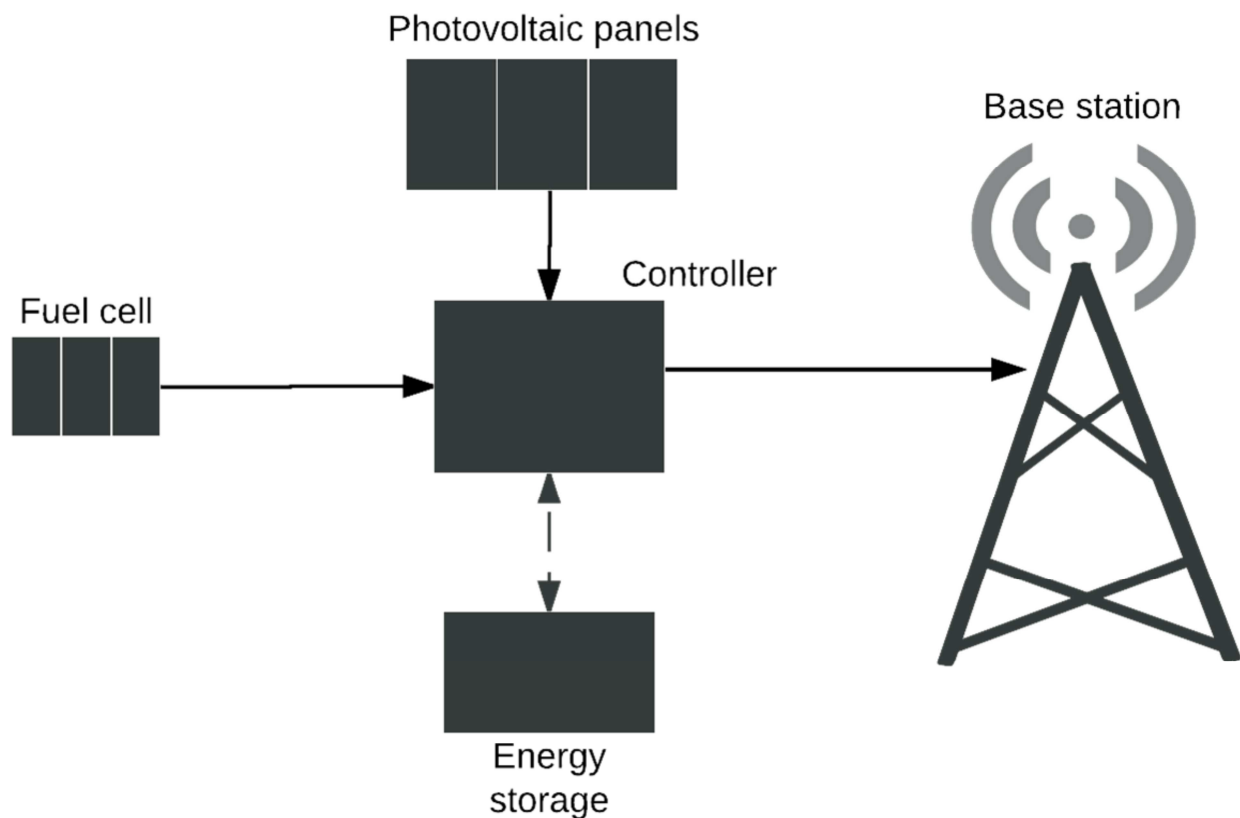 Photovoltaic panels
Base station
Controller
Fuel cell
Energy
storage